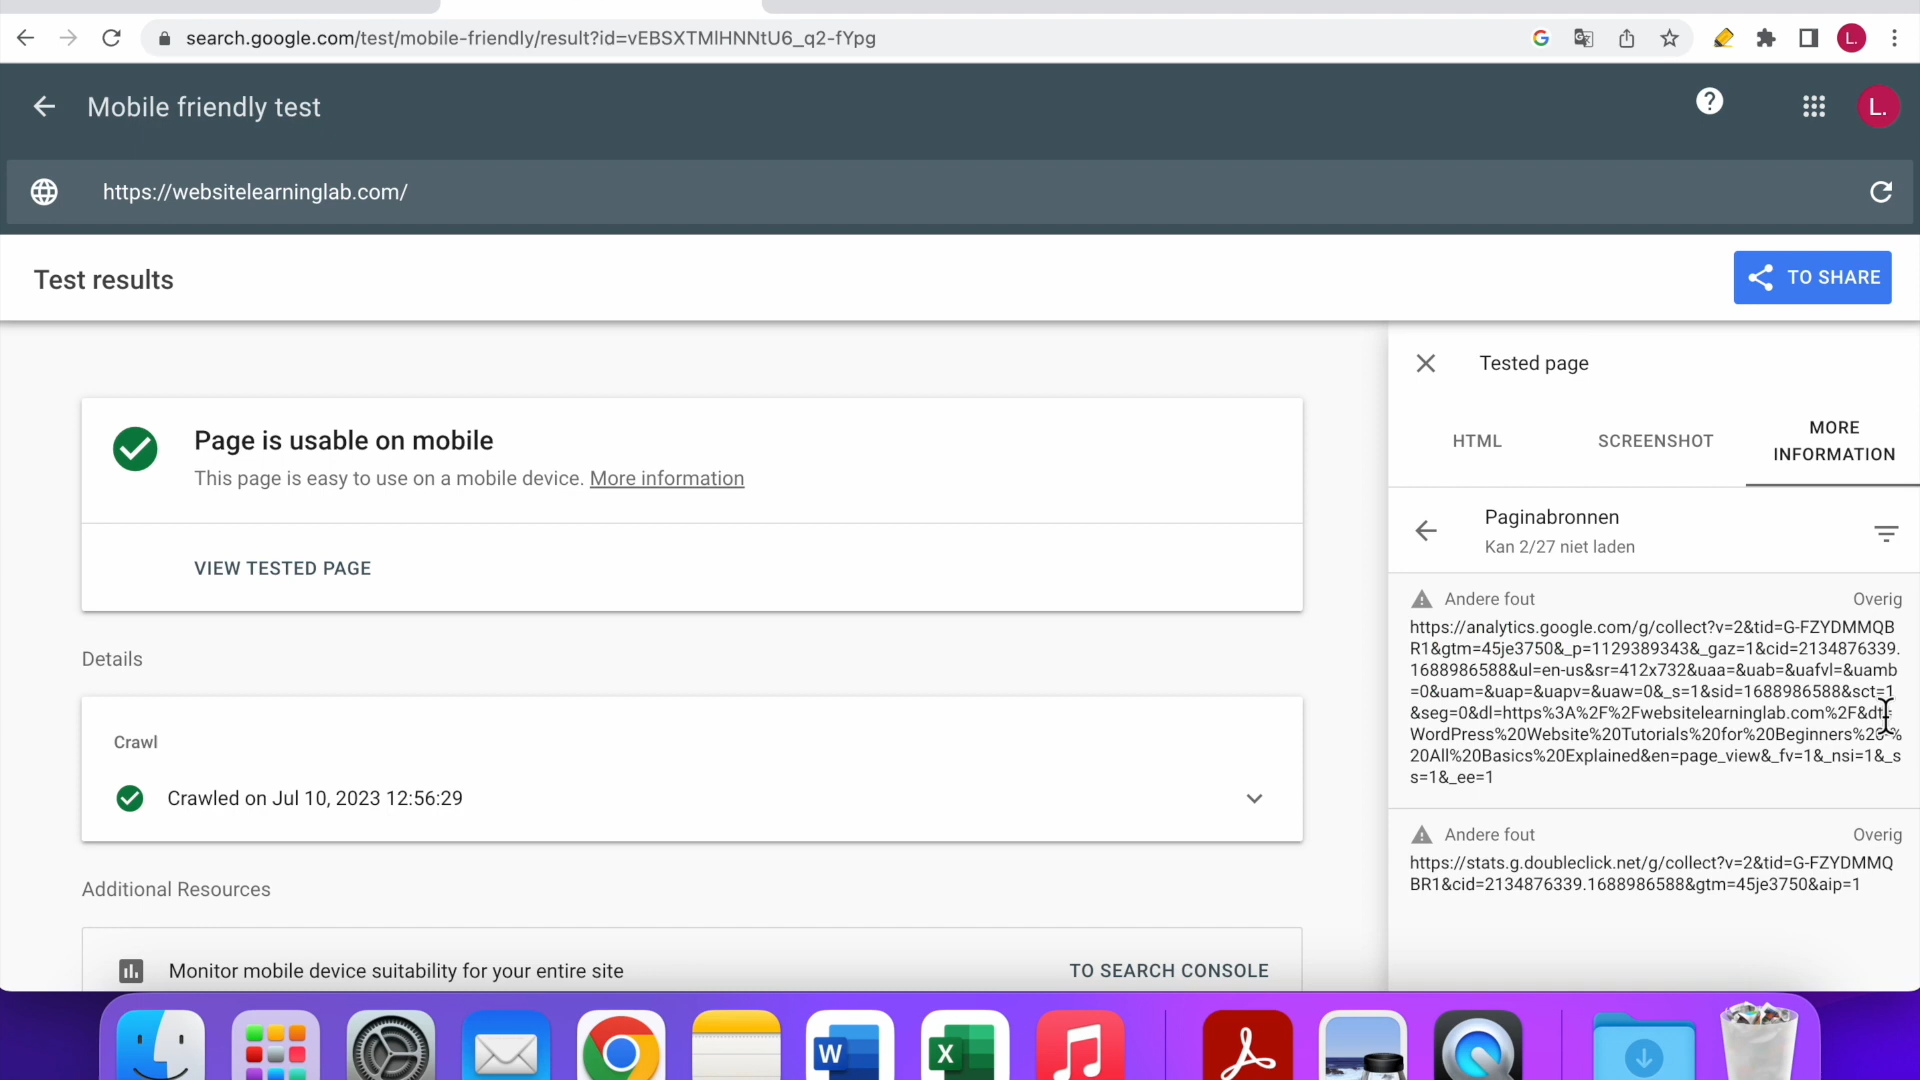 search.google.com/test/mobile-friendly/result?id=vEBSXTMlHNNtU6_q2-fYpg
L.
Mobile friendly test
L.
https://websitelearninglab.com/
Test results
TO SHARE
Page is usable on mobile
This page is easy to use on a mobile device. More information
VIEW TESTED PAGE
Details
Crawl
Crawled on Jul 10, 2023 12:56:29
Additional Resources
Monitor mobile device suitability for your entire site
TO SEARCH CONSOLE
Tested page
HTML
SCREENSHOT
MORE
INFORMATION
Paginabronnen
Kan 2/27 niet laden
Andere fout
Overig
https://analytics.google.com/g/collect?v=2&tid=G-FZYDMMQB
R1&gtm=45je3750&_p=1129389343&_gaz=1&cid=2134876339.
1688986588&ul=en-us&sr=412x732&uaa=&uab=&uafvl=&uamb
=0&uam=&uap=&uapv=&uaw=0&_s=1&sid=1688986588&sct=1
&seg=0&dl=https%3A%2F%2Fwebsitelearninglab.com%2F&dt=
WordPress%20Website%20Tutorials%20for%20Beginners%20-%
20All%20Basics%20Explained&en=page_view&_fv=1&_nsi=1&_s
s=1&_ee=1
Andere fout
Overig
https://stats.g.doubleclick.net/g/collect?v=2&tid=G-FZYDMMQ
BR1&cid=2134876339.1688986588&gtm=45je3750&aip=1
W
X